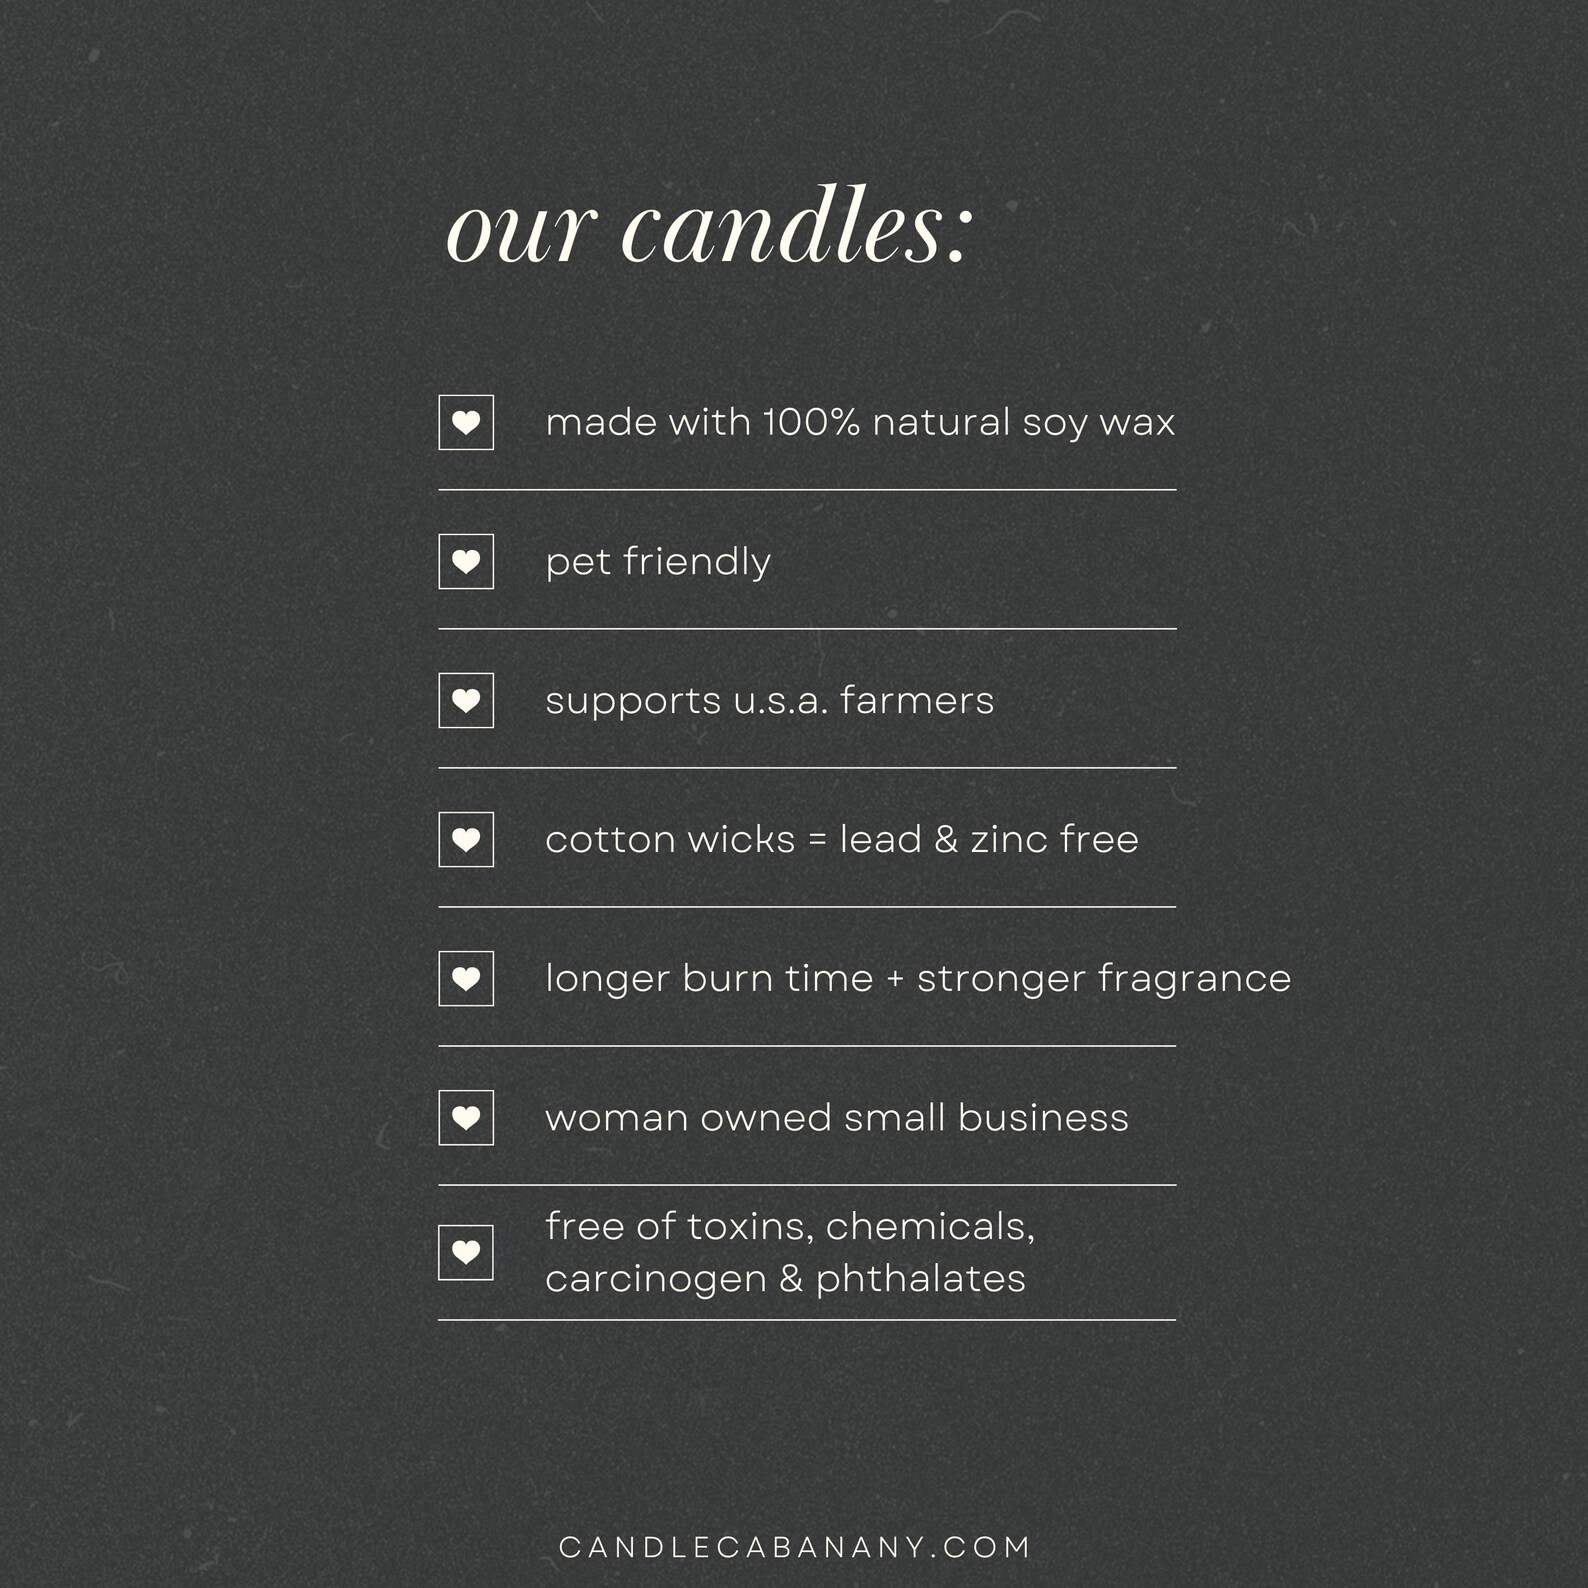 our candles:
made with 100% natural soy wax
pet friendly
supports u.s.a. farmers
cotton wicks = lead & zinc free
longer burn time + stronger fragrance
woman owned small business
free of toxins, chemicals,
carcinogen & phthalates
CANDLECABANANY.COM